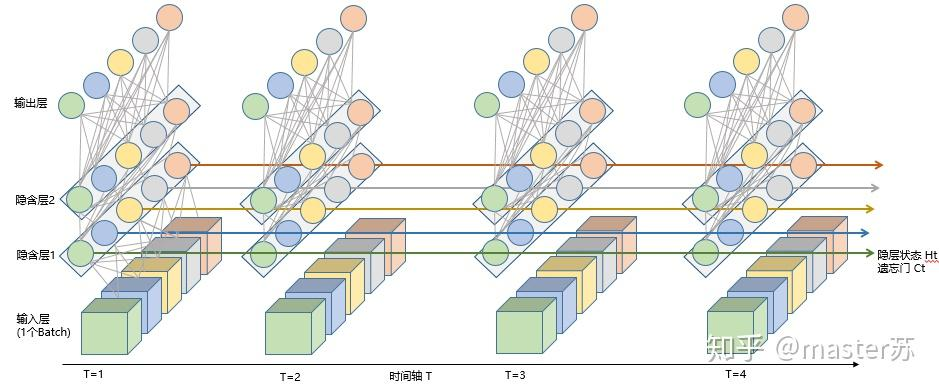 输出层
隐含层2
隐含层1
隐层状态 Ht
遗忘门 Ct
输入层
(1个Batch)
知乎 @master苏
T=1
T=2
时间轴 T
T=3
T=4